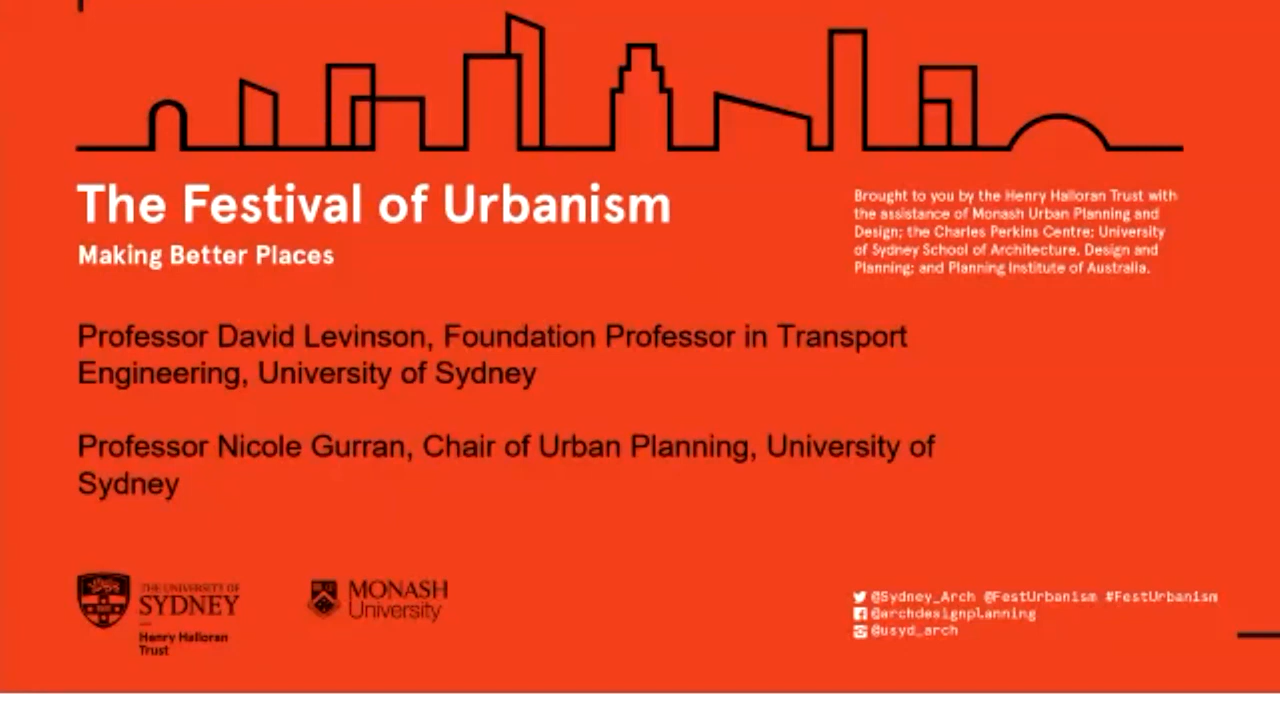 The Festival of Urbanism
Making Better Places
Brought to you by the Henry Halloran Trust with
the assistance of Monash Urban Planning and
Design; the Charles Perkins Centre; University
of Sydney School of Architecture, Design and
Planning; and Planning Institute of Australia.
Professor David Levinson, Foundation Professor in Transport
Engineering, University of Sydney
Professor Nicole Gurran, Chair of Urban Planning, University of
Sydney
THE UNIVERSITY OF
SYDNEY
Henry Halloran
Trust
MONASH
University
@Sydney_Arch @FestUrbanism #FestUrbanism
@archdesignplanning
@usyd_arch